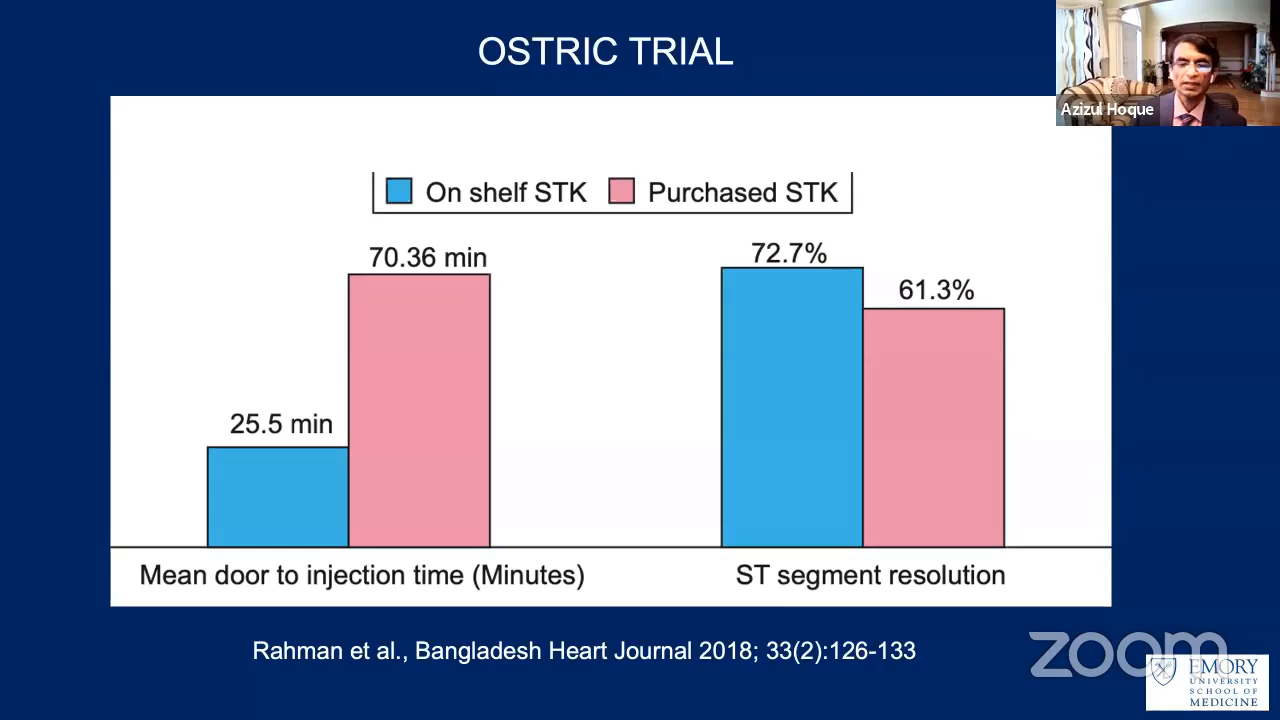 OSTRIC TRIAL
Azizul Hoque
On shelf STK Purchased STK
70.36 min
72.7%
61.3%
25.5 min
Mean door to injection time (Minutes)
ST segment resolution
Rahman et al., Bangladesh Heart Journal 2018; 33(2):126-133
zoom
EMORY
UNIVERSITY
SCHOOL OF
MEDICINE